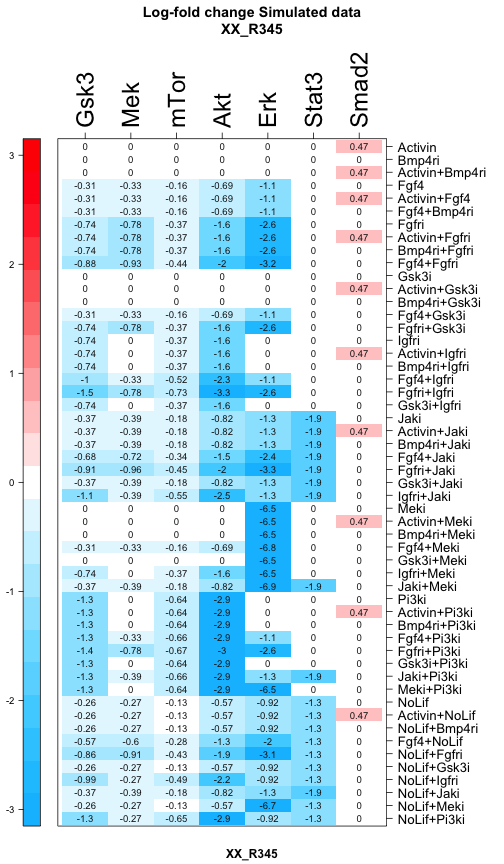 Log-fold change Simulated data
XX_R345
Gsk3 Mek mTor Akt Erk Stat3 Smad2
3
2
1
0
-1
-2
-3
0 0 0 0 0 0 0.47 Activin
0 0 0 0 0 0 0 Bmp4ri
0 0 0 0 0 0 0.47 Activin+Bmp4ri
-0.31 -0.33 -0.16 -0.69 -1.1 0 0 Fgf4
-0.31 -0.33 -0.16 -0.69 -1.1 0 0.47 Activin+Fgf4
-0.31 -0.33 -0.16 -0.69 -1.1 0 0 Fgf4+Bmp4ri
-0.74 -0.78 -0.37 -1.6 -2.6 0 0 Fgfri
-0.74 -0.78 -0.37 -1.6 -2.6 0 0.47 Activin+Fgfri
-0.74 -0.78 -0.37 -1.6 -2.6 0 0 Bmp4ri+Fgfri
-0.88 -0.93 -0.44 -2 -3.2 0 0 Fgf4+Fgfri
0 0 0 0 0 0 0 Gsk3i
0 0 0 0 0 0 0.47 Activin+Gsk3i
0 0 0 0 0 0 0 Bmp4ri+Gsk3i
-0.31 -0.33 -0.16 -0.69 -1.1 0 0 Fgf4+Gsk3i
-0.74 -0.78 -0.37 -1.6 -2.6 0 0 Fgfri+Gsk3i
-0.74 0 -0.37 -1.6 0 0 0 Igfri
-0.74 0 -0.37 -1.6 0 0 0.47 Activin+Igfri
-0.74 0 -0.37 -1.6 0 0 0 Bmp4ri+Igfri
-1 -0.33 -0.52 -2.3 -1.1 0 0 Fgf4+Igfri
-1.5 -0.78 -0.73 -3.3 -2.6 0 0 Fgfri+Igfri
-0.74 0 -0.37 -1.6 0 0 0 Gsk3i+Igfri
-0.37 -0.39 -0.18 -0.82 -1.3 -1.9 0 Jaki
-0.37 -0.39 -0.18 -0.82 -1.3 -1.9 0.47 Activin+Jaki
-0.37 -0.39 -0.18 -0.82 -1.3 -1.9 0 Bmp4ri+Jaki
-0.68 -0.72 -0.34 -1.5 -2.4 -1.9 0 Fgf4+Jaki
-0.91 -0.96 -0.45 -2 -3.3 -1.9 0 Fgfri+Jaki
-0.37 -0.39 -0.18 -0.82 -1.3 -1.9 0 Gsk3i+Jaki
-1.1 -0.39 -0.55 -2.5 -1.3 -1.9 0 Igfri+Jaki
0 0 0 0 -6.5 0 0 Meki
0 0 0 0 -6.5 0 0.47 Activin+Meki
0 0 0 0 -6.5 0 0 Bmp4ri+Meki
-0.31 -0.33 -0.16 -0.69 -6.8 0 0 Fgf4+Meki
0 0 0 0 -6.5 0 0 Gsk3i+Meki
-0.74 0 -0.37 -1.6 -6.5 0 0 Igfri+Meki
-0.37 -0.39 -0.18 -0.82 -6.9 -1.9 0 Jaki+Meki
-1.3 0 -0.64 -2.9 0 0 0 Pi3ki
-1.3 0 -0.64 -2.9 0 0 0.47 Activin+Pi3ki
-1.3 0 -0.64 -2.9 0 0 0 Bmp4ri+Pi3ki
-1.3 -0.33 -0.66 -2.9 -1.1 0 0 Fgf4+Pi3ki
-1.4 -0.78 -0.67 -3 -2.6 0 0 Fgfri+Pi3ki
-1.3 0 -0.64 -2.9 0 0 0 Gsk3i+Pi3ki
-1.3 -0.39 -0.66 -2.9 -1.3 -1.9 0 Jaki+Pi3ki
-1.3 0 -0.64 -2.9 -6.5 0 0 Meki+Pi3ki
-0.26 -0.27 -0.13 -0.57 -0.92 -1.3 0 NoLif
-0.26 -0.27 -0.13 -0.57 -0.92 -1.3 0.47 Activin+NoLif
-0.26 -0.27 -0.13 -0.57 -0.92 -1.3 0 NoLif+Bmp4ri
-0.57 -0.6 -0.28 -1.3 -2 -1.3 0 Fgf4+NoLif
-0.86 -0.91 -0.43 -1.9 -3.1 -1.3 0 NoLif+Fgfri
-0.26 -0.27 -0.13 -0.57 -0.92 -1.3 0 NoLif+Gsk3i
-0.99 -0.27 -0.49 -2.2 -0.92 -1.3 0 NoLif+Igfri
-0.37 -0.39 -0.18 -0.82 -1.3 -1.9 0 NoLif+Jaki
-0.26 -0.27 -0.13 -0.57 -6.7 -1.3 0 NoLif+Meki
-1.3 -0.27 -0.65 -2.9 -0.92 -1.3 0 NoLif+Pi3ki
XX_R345